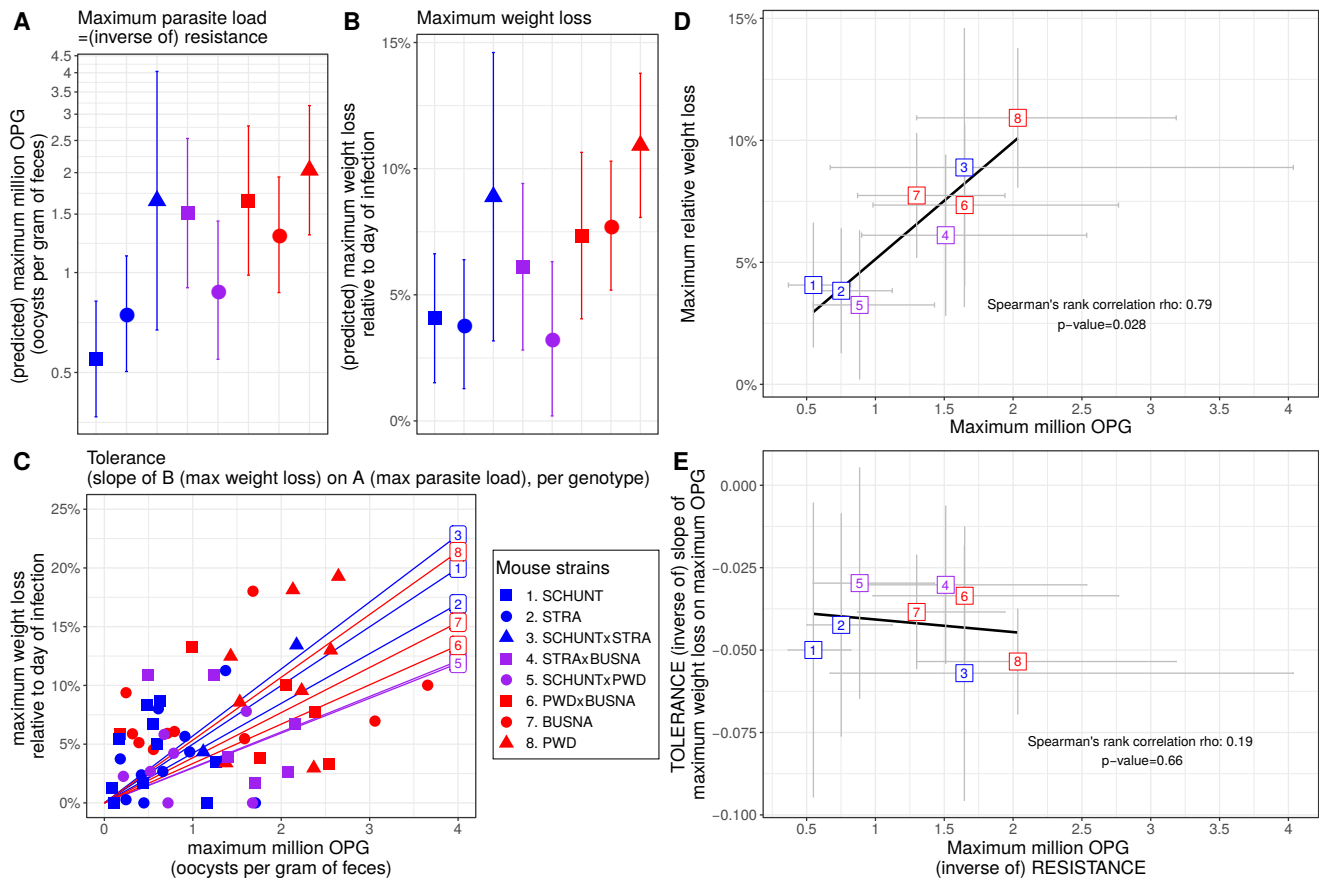 A
Maximum parasite load
=(inverse of) resistance
(predicted) maximum million OPG
(oocysts per gram of feces)
4.5
4
3.5
3
2.5
2
1.5
1
0.5
B
Maximum weight loss
(predicted) maximum weight loss
relative to day of infection
15%
10%
5%
0%
D
Maximum relative weight loss
15%
10%
5%
0%
8
3
7
6
4
1
2
5
Spearman's rank correlation rho: 0.79
p−value=0.028
0.5
1
1.5
2
2.5
3
3.5
4
Maximum million OPG
C
Tolerance
(slope of B (max weight loss) on A (max parasite load), per genotype)
maximum weight loss
relative to day of infection
25%
20%
15%
10%
5%
0%
3
8
1
2
7
6
5
0
1
2
3
4
maximum million OPG
(oocysts per gram of feces)
Mouse strains
1. SCHUNT
2. STRA
3. SCHUNTxSTRA
4. STRAxBUSNA
5. SCHUNTxPWD
6. PWDxBUSNA
7. BUSNA
8. PWD
E
TOLERANCE (inverse of) slope of
maximum weight loss on maximum OPG
0.000
−0.025
−0.050
−0.075
−0.100
5
4
6
7
2
1
8
3
Spearman's rank correlation rho: 0.19
p−value=0.66
0.5
1
1.5
2
2.5
3
3.5
4
Maximum million OPG
(inverse of) RESISTANCE